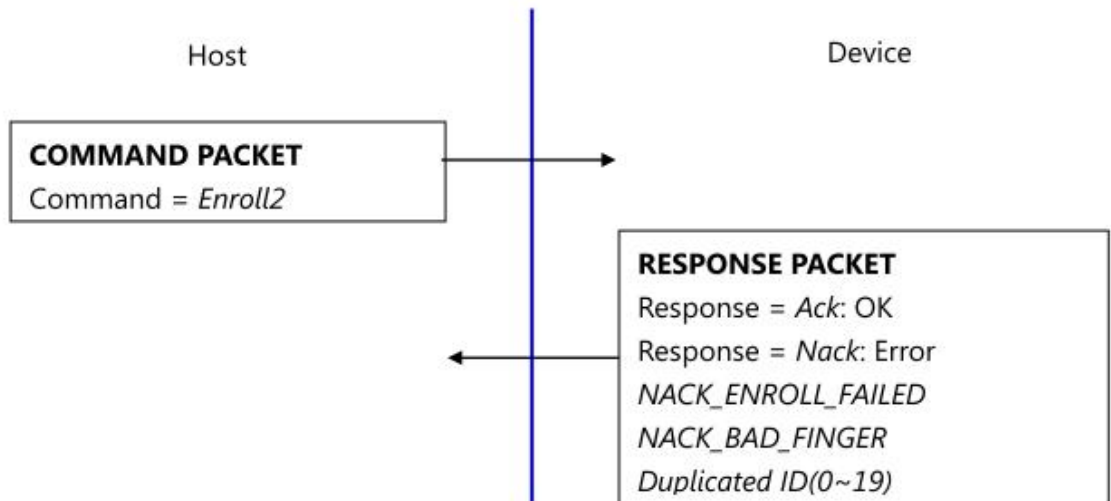 Host
Device
COMMAND PACKET
Command = Enroll2
RESPONSE PACKET
Response = Ack: OK
Response = Nack: Error
NACK_ENROLL_FAILED
NACK_BAD_FINGER
Duplicated ID(0~19)